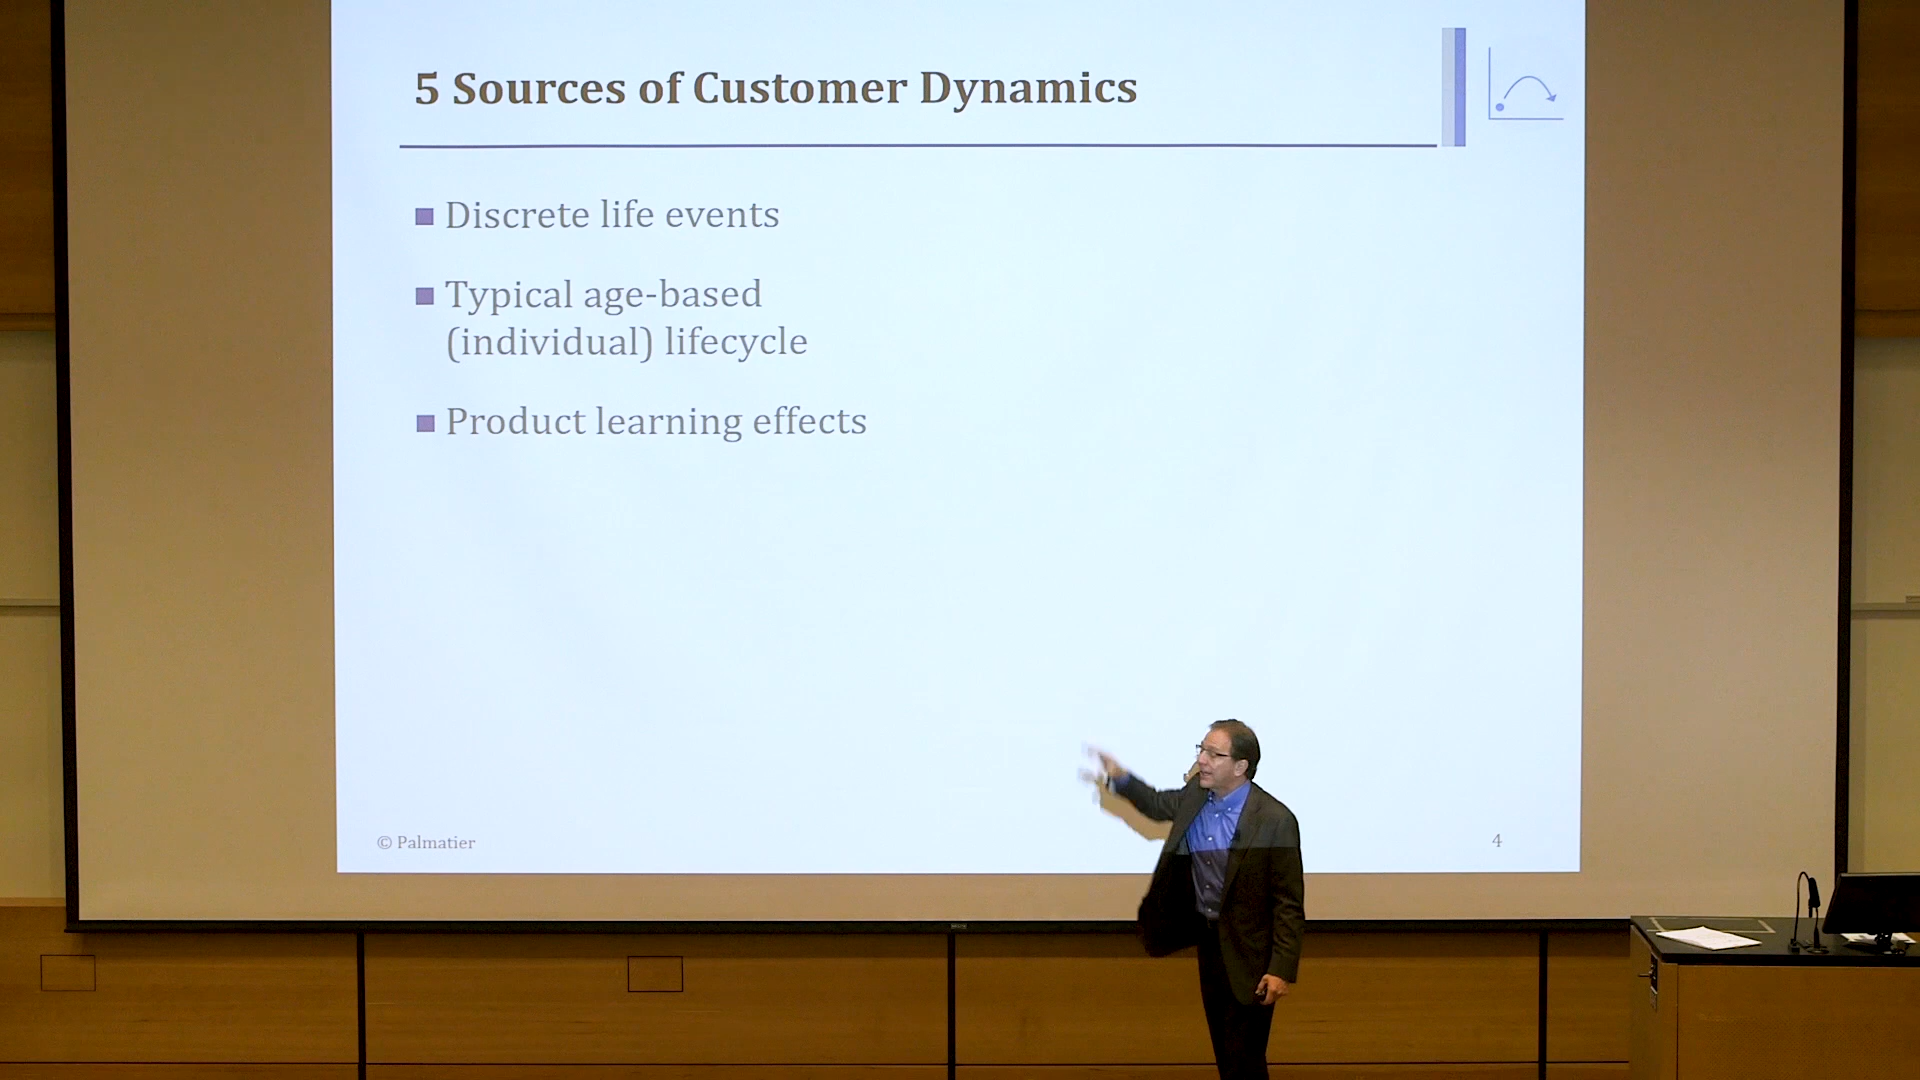 5 Sources of Customer Dynamics
Discrete life events
Typical age-based
(individual) lifecycle
Product learning effects
© Palmatier
4